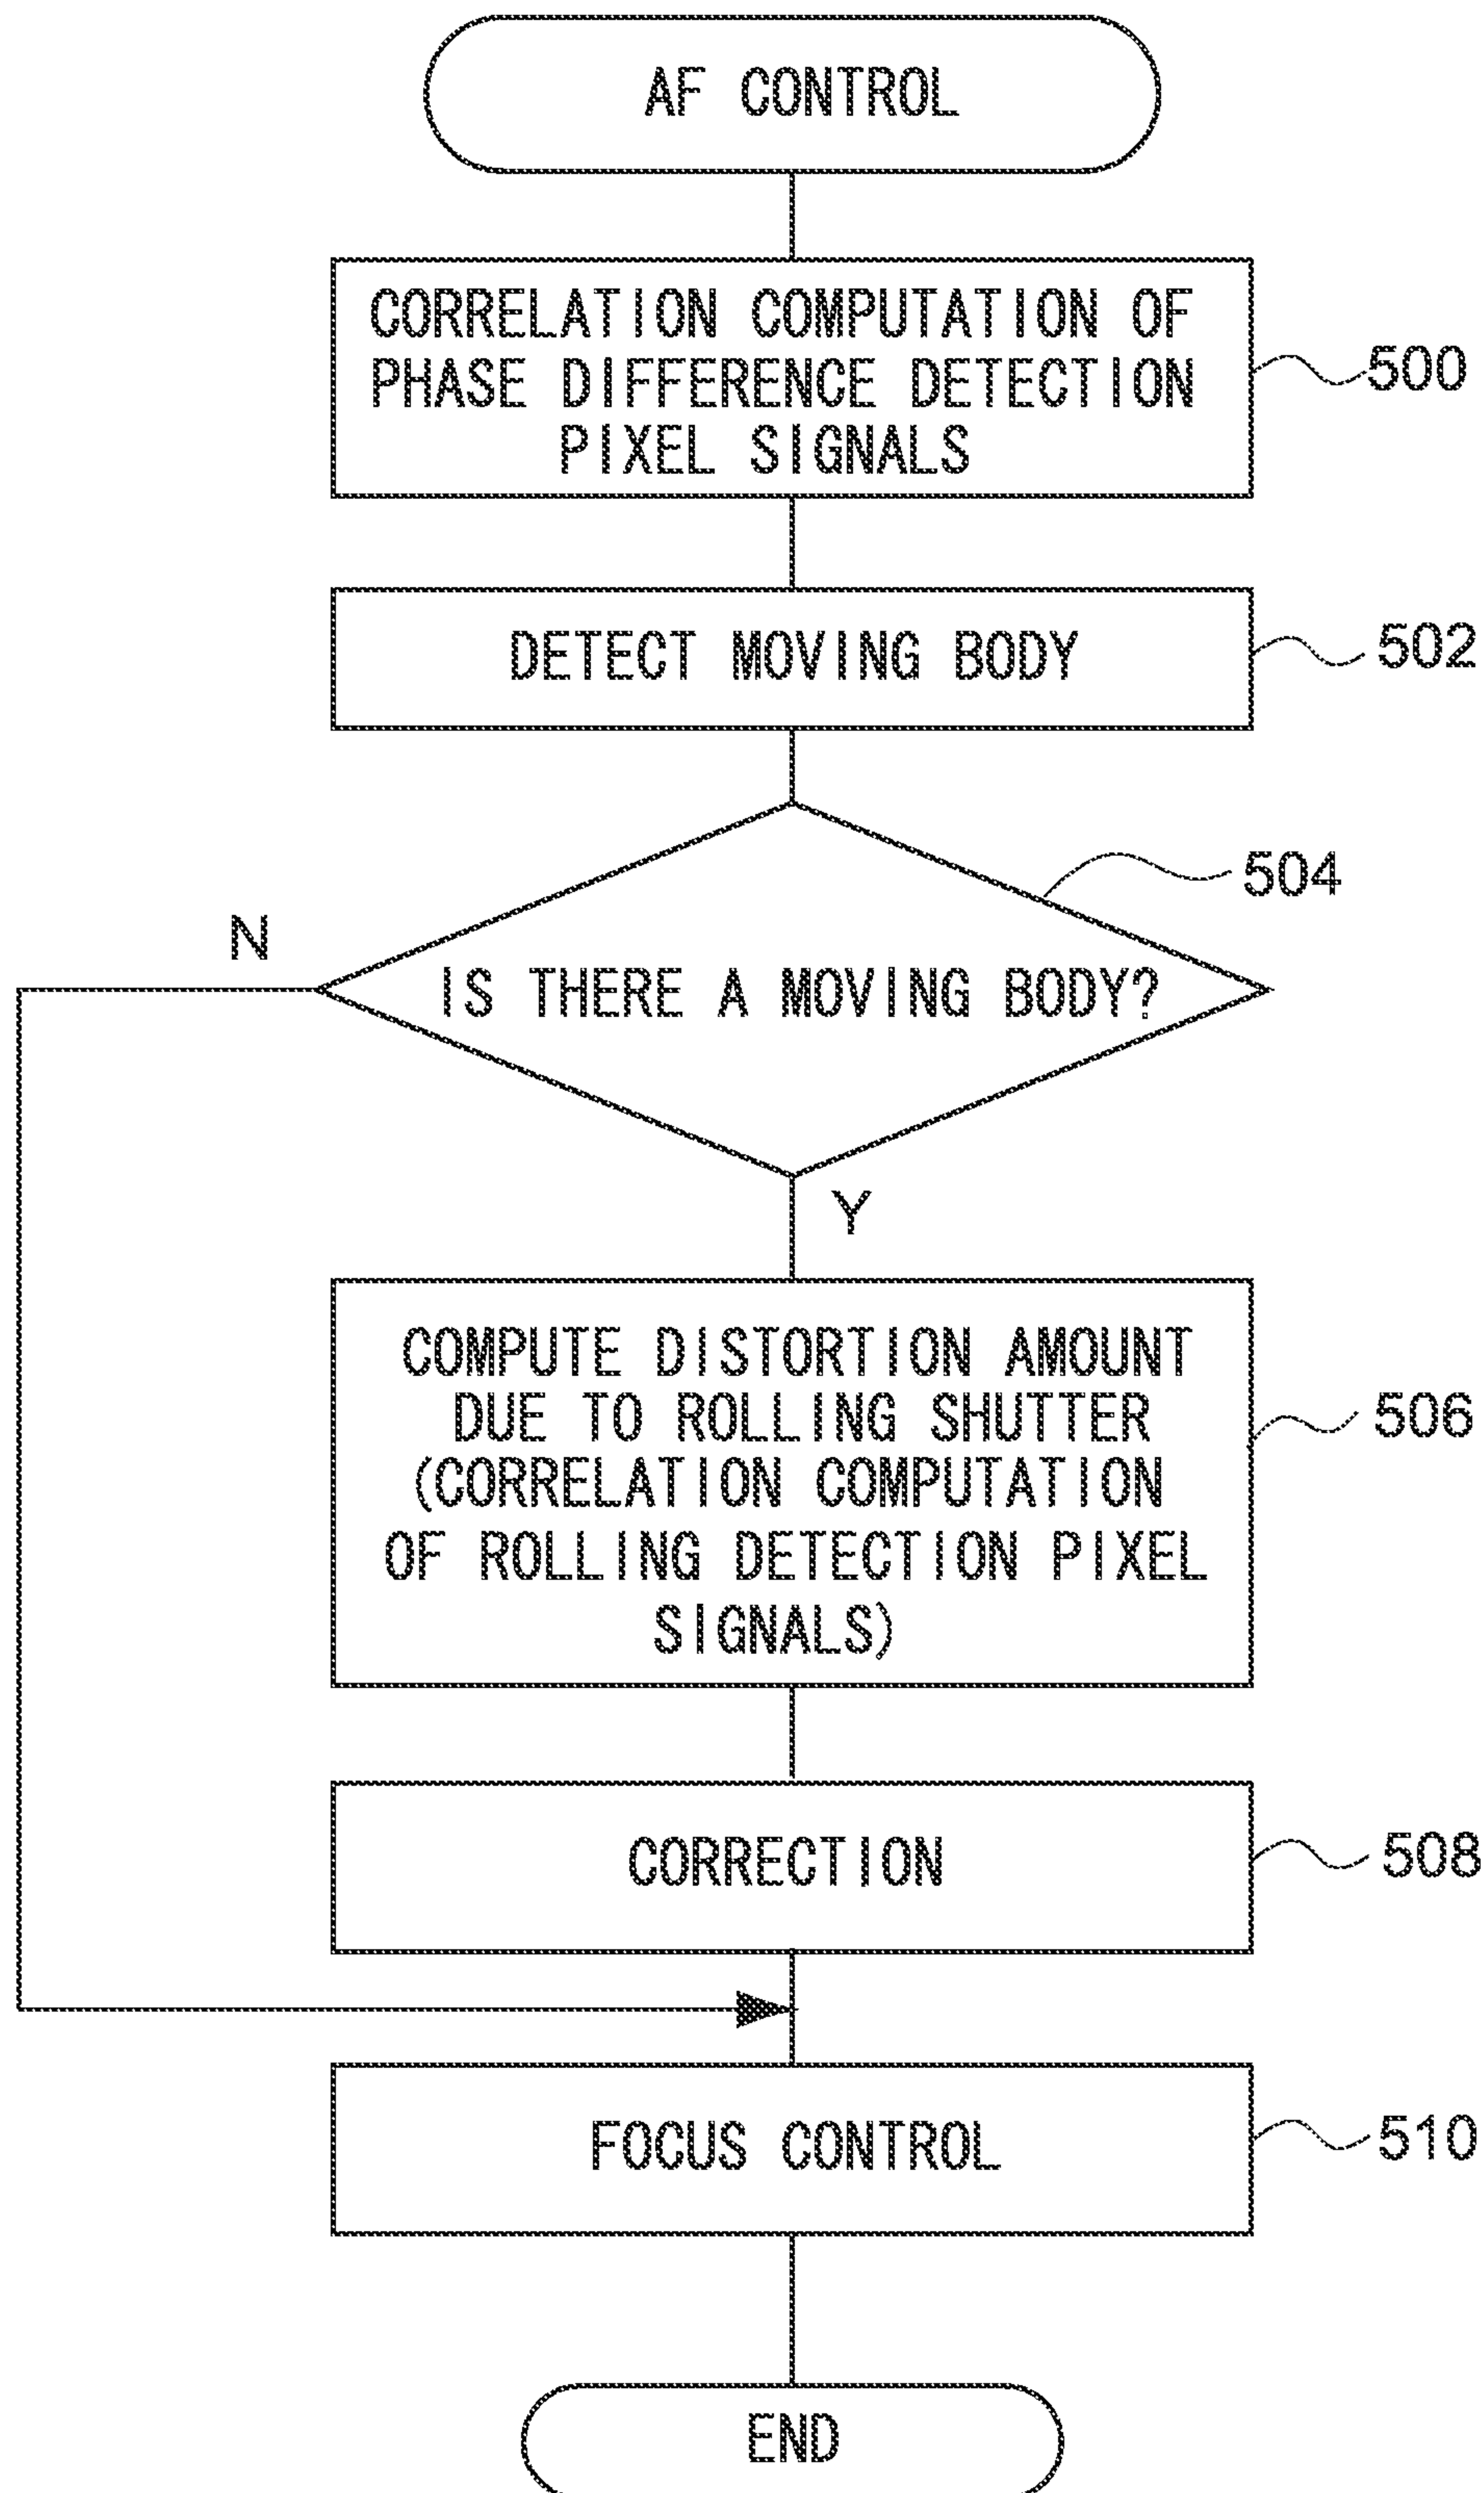 AF CONTROL
CORRELATION COMPUTATION OF
PHASE DIFFERENCE DETECTION
PIXEL SIGNALS
500
DETECT MOVING BODY
502
504
N
IS THERE A MOVING BODY?
Y
COMPUTE DISTORTION AMOUNT
DUE TO ROLLING SHUTTER
(CORRELATION COMPUTATION
OF ROLLING DETECTION PIXEL
SIGNALS)
506
CORRECTION
508
FOCUS CONTROL
510
END